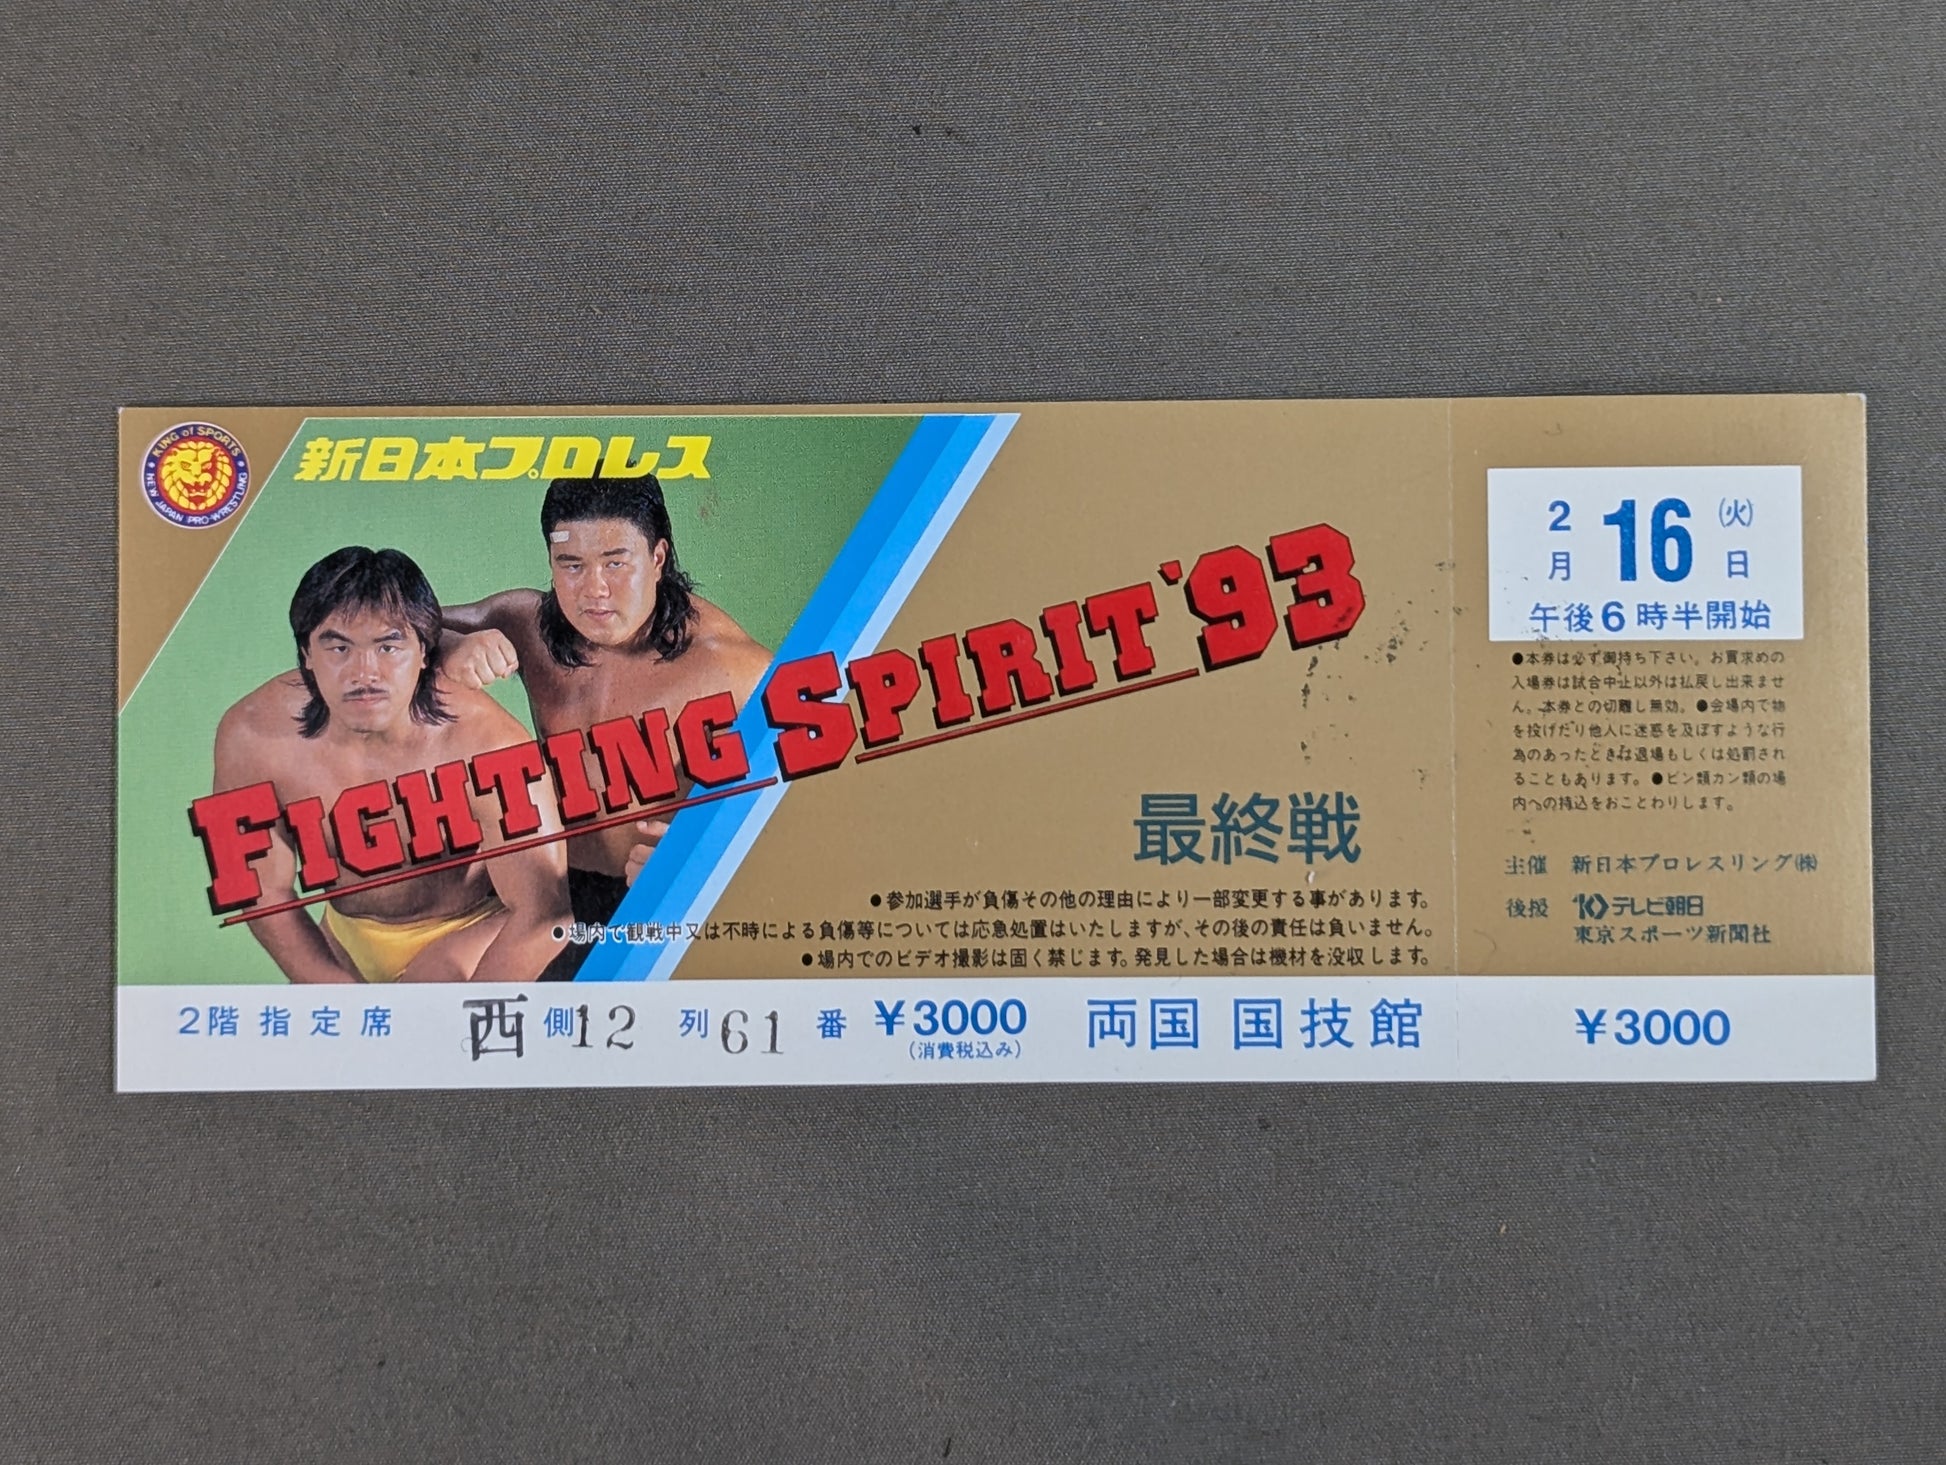 KING of SPORTS
NEW JAPAN PRO-WRESTLING
新日本プロレス
FIGHTING SPIRIT '93
最終戦
●参加選手が負傷その他の理由により一部変更する事があります。
●場内で観戦中又は不時による負傷等については応急処置はいたしますが、その後の責任は負いません。
●場内でのビデオ撮影は固く禁じます。発見した場合は機材を没収します。
2階 指定席 西側12列61番 ¥3000 両国 国技館
(消費税込み)
2月16日(火)
午後6時半開始
●本券は必ず御持ち下さい。お買求めの
入場券は試合中止以外は払戻し出来ませ
ん。本券との切離し無効。●会場内で物
を投げたり他人に迷惑を及ぼすような行
為のあったときは退場もしくは処罰され
ることもあります。●ビン類カン類の場
内への持込をおことわりします。
主催 新日本プロレスリング㈱
後援 テレビ朝日
東京スポーツ新聞社
¥3000